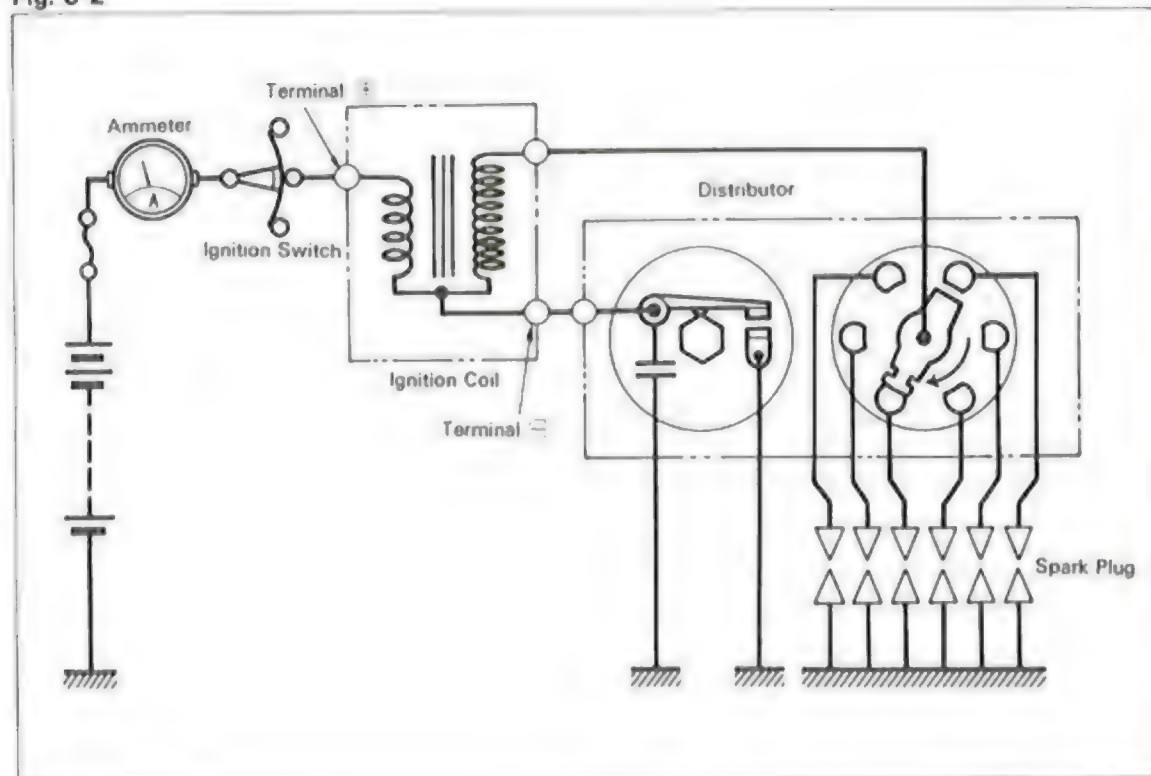 Terminal +
Ammeter
A
Distributor
Ignition Switch
Ignition Coil
Terminal −
Spark Plug